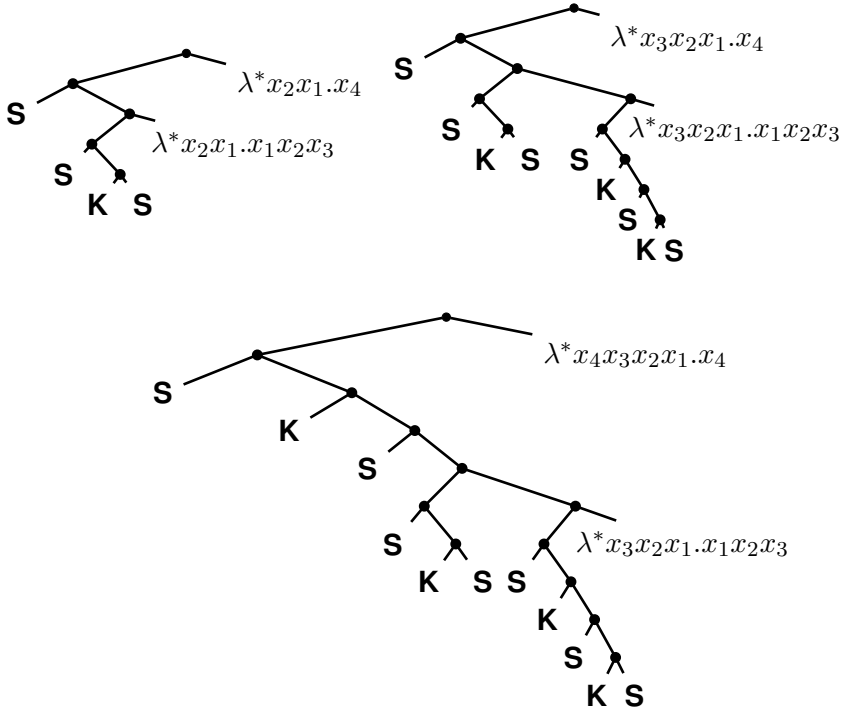 S
λ*x₂x₁.x₄
λ*x₂x₁.x₁x₂x₃
S
K S
S
λ*x₃x₂x₁.x₄
S
λ*x₃x₂x₁.x₁x₂x₃
K S S
K
S
K S
S
λ*x₄x₃x₂x₁.x₄
K
S
S
λ*x₃x₂x₁.x₁x₂x₃
K S S
K
S
K S